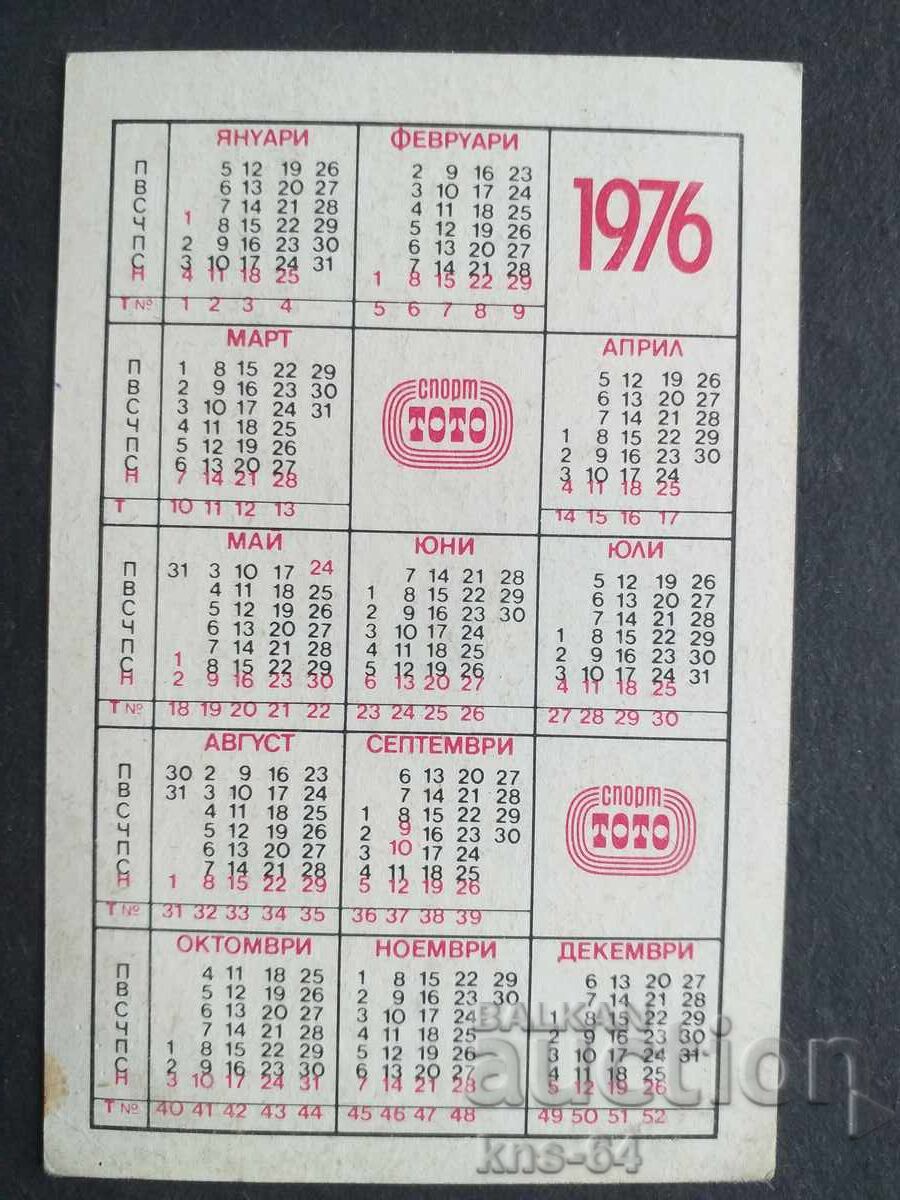 ЯНУАРИ ФЕВРУАРИ
1976
П 5 12 19 26 2 9 16 23
В 6 13 20 27 3 10 17 24
С 7 14 21 28 4 11 18 25
Ч 1 8 15 22 29 5 12 19 26
П 2 9 16 23 30 6 13 20 27
С 3 10 17 24 31 7 14 21 28
Н 4 11 18 25 1 8 15 22 29
Т № 1 2 3 4 5 6 7 8 9
МАРТ АПРИЛ
спорт
ТОТО
П 1 8 15 22 29 5 12 19 26
В 2 9 16 23 30 6 13 20 27
С 3 10 17 24 31 7 14 21 28
Ч 4 11 18 25 1 8 15 22 29
П 5 12 19 26 2 9 16 23 30
С 6 13 20 27 3 10 17 24
Н 7 14 21 28 4 11 18 25
Т 10 11 12 13 14 15 16 17
МАЙ ЮНИ ЮЛИ
П 31 3 10 17 24 7 14 21 28 5 12 19 26
В 4 11 18 25 1 8 15 22 29 6 13 20 27
С 5 12 19 26 2 9 16 23 30 7 14 21 28
Ч 6 13 20 27 3 10 17 24 1 8 15 22 29
П 7 14 21 28 4 11 18 25 2 9 16 23 30
С 1 8 15 22 29 5 12 19 26 3 10 17 24 31
Н 2 9 16 23 30 6 13 20 27 4 11 18 25
Т № 18 19 20 21 22 23 24 25 26 27 28 29 30
АВГУСТ СЕПТЕМВРИ
спорт
ТОТО
П 30 2 9 16 23 6 13 20 27
В 31 3 10 17 24 7 14 21 28
С 4 11 18 25 1 8 15 22 29
Ч 5 12 19 26 2 9 16 23 30
П 6 13 20 27 3 10 17 24
С 7 14 21 28 4 11 18 25
Н 1 8 15 22 29 5 12 19 26
Т № 31 32 33 34 35 36 37 38 39
ОКТОМВРИ НОЕМВРИ ДЕКЕМВРИ
П 4 11 18 25 1 8 15 22 29 6 13 20 27
В 5 12 19 26 2 9 16 23 30 7 14 21 28
С 6 13 20 27 3 10 17 24 1 8 15 22 29
Ч 7 14 21 28 4 11 18 25 2 9 16 23 30
П 1 8 15 22 29 5 12 19 26 3 10 17 24 31
С 2 9 16 23 30 6 13 20 27 4 11 18 25
Н 3 10 17 24 31 7 14 21 28 5 12 19 26
Т № 40 41 42 43 44 45 46 47 48 49 50 51 52
BALKAN
auction
kns-64